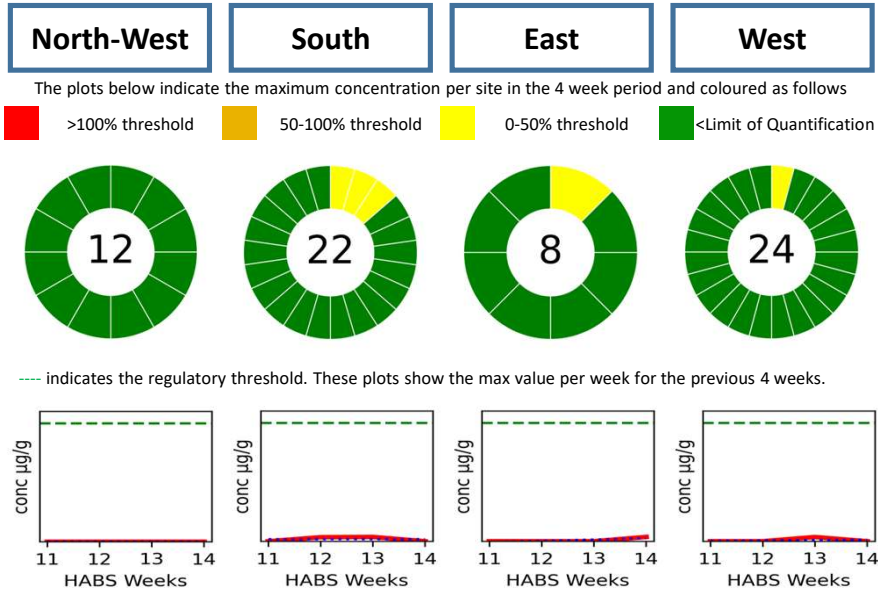 North-West South East West
The plots below indicate the maximum concentration per site in the 4 week period and coloured as follows
>100% threshold 50-100% threshold 0-50% threshold <Limit of Quantification
12 22 8 24
---- indicates the regulatory threshold. These plots show the max value per week for the previous 4 weeks.
conc µg/g conc µg/g conc µg/g conc µg/g
11 12 13 14 11 12 13 14 11 12 13 14 11 12 13 14
HABS Weeks HABS Weeks HABS Weeks HABS Weeks